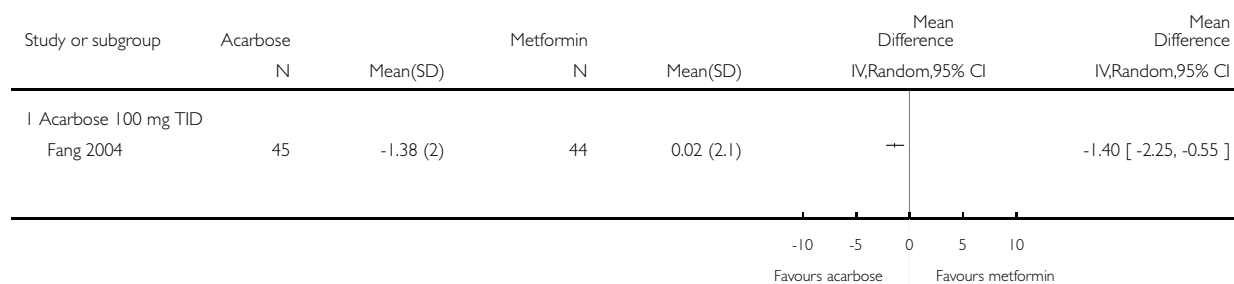 Study or subgroup Acarbose Metformin Mean Difference Mean Difference
N Mean(SD) N Mean(SD) IV,Random,95% CI IV,Random,95% CI
1 Acarbose 100 mg TID
Fang 2004 45 -1.38 (2) 44 0.02 (2.1) -1.40 [ -2.25, -0.55 ]
-10 -5 0 5 10
Favours acarbose Favours metformin